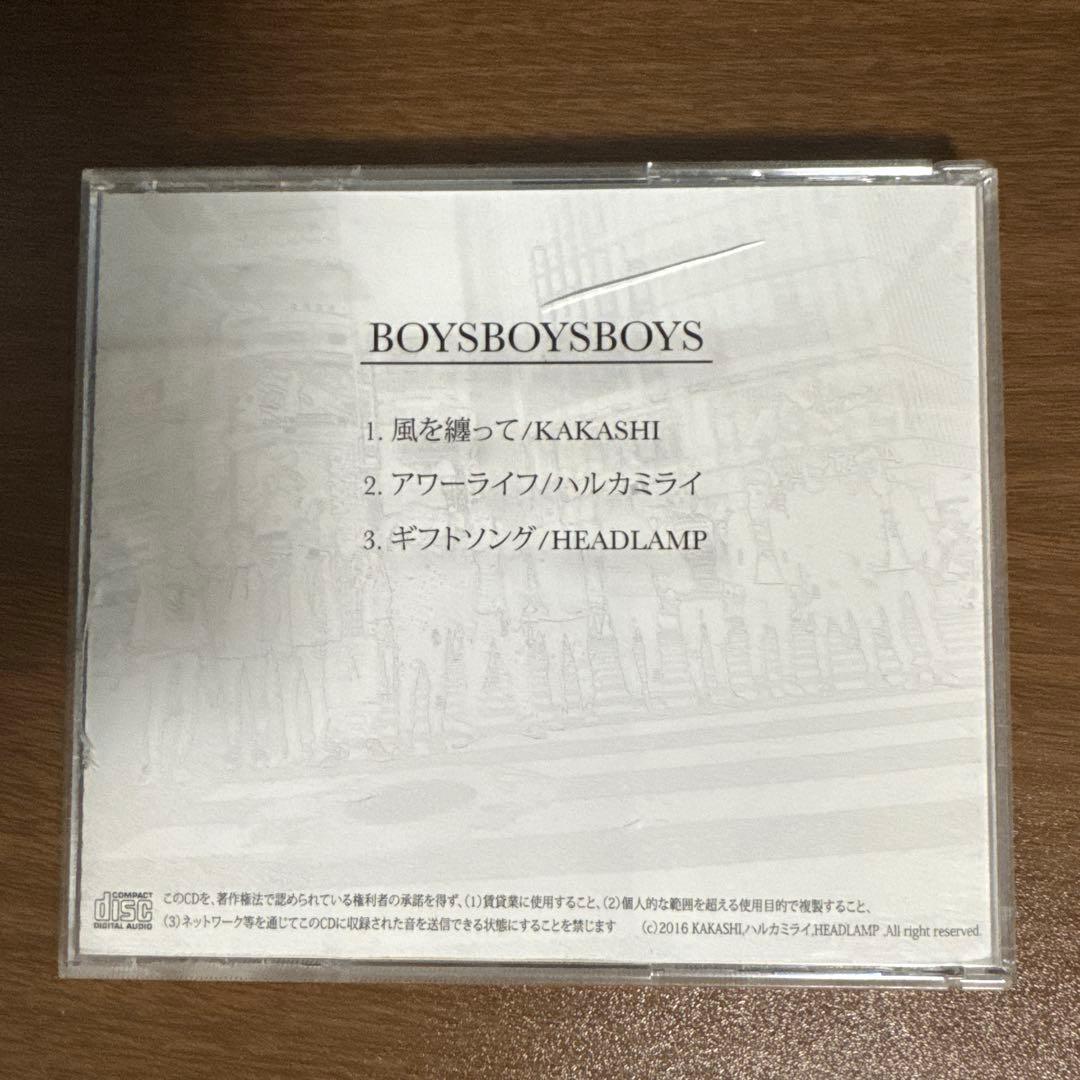 BOYSBOYSBOYS
1. 風を纏って/KAKASHI
2. アワーライフ/ハルカミライ
3. ギフトソング/HEADLAMP
COMPACT
disc
DIGITAL AUDIO
このCDを、著作権法で認められている権利者の承諾を得ず、(1)賃貸業に使用すること、(2)個人的な範囲を超える使用目的で複製すること、
(3)ネットワーク等を通じてこのCDに収録された音を送信できる状態にすることを禁じます (c)2016 KAKASHI,ハルカミライ,HEADLAMP ,All right reserved.